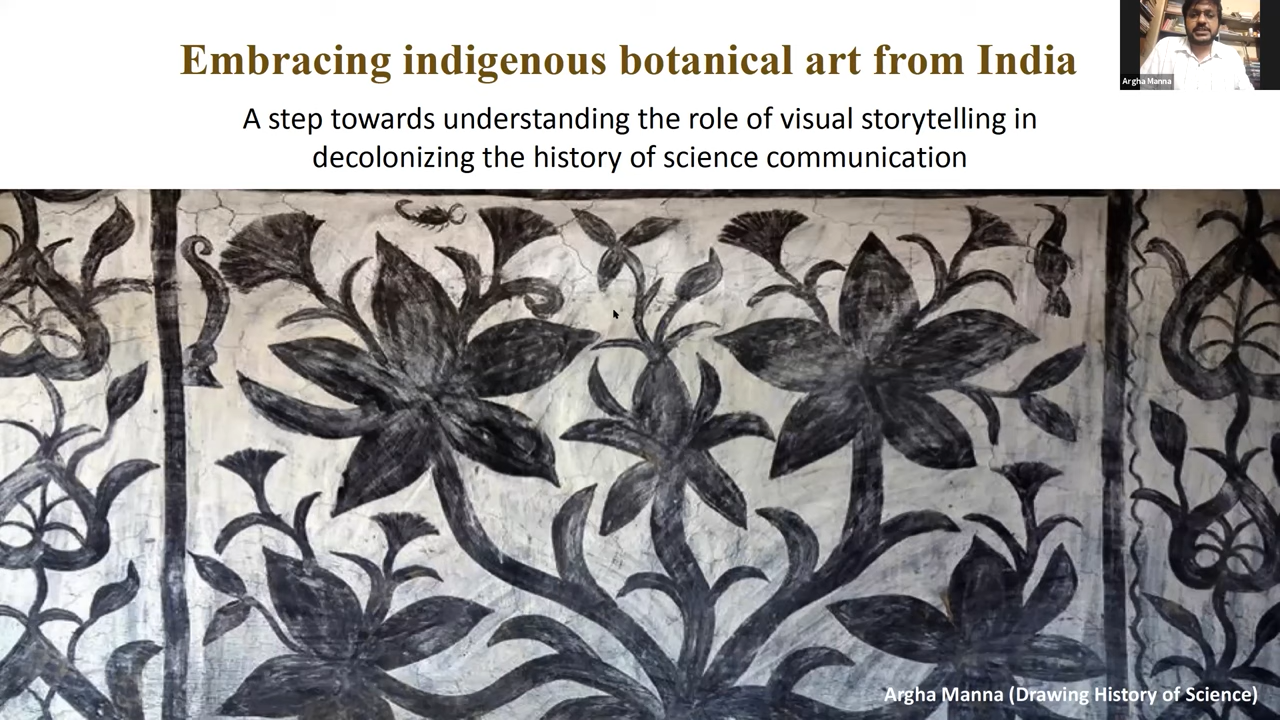 Embracing indigenous botanical art from India
A step towards understanding the role of visual storytelling in
decolonizing the history of science communication
Argha Manna
Argha Manna (Drawing History of Science)